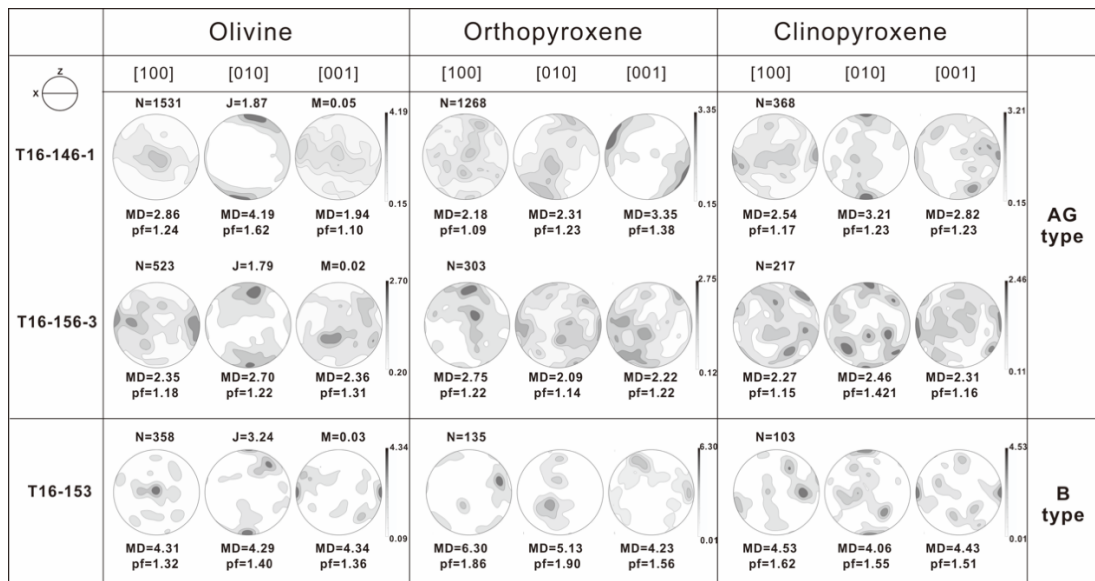 Olivine Orthopyroxene Clinopyroxene
[100] [010] [001] [100] [010] [001] [100] [010] [001]
z
x
N=1531 J=1.87 M=0.05 N=1268 N=368
4.19 3.35 3.21
T16-146-1
0.15 0.15 0.15
MD=2.86 MD=4.19 MD=1.94 MD=2.18 MD=2.31 MD=3.35 MD=2.54 MD=3.21 MD=2.82
pf=1.24 pf=1.62 pf=1.10 pf=1.09 pf=1.23 pf=1.38 pf=1.17 pf=1.23 pf=1.23
AG
type
N=523 J=1.79 M=0.02 N=303 N=217
2.70 2.75 2.46
T16-156-3
0.20 0.12 0.11
MD=2.35 MD=2.70 MD=2.36 MD=2.75 MD=2.09 MD=2.22 MD=2.27 MD=2.46 MD=2.31
pf=1.18 pf=1.22 pf=1.31 pf=1.22 pf=1.14 pf=1.22 pf=1.15 pf=1.421 pf=1.16
N=358 J=3.24 M=0.03 N=135 N=103
4.34 6.30 4.53
T16-153
B
type
0.09 0.01 0.01
MD=4.31 MD=4.29 MD=4.34 MD=6.30 MD=5.13 MD=4.23 MD=4.53 MD=4.06 MD=4.43
pf=1.32 pf=1.40 pf=1.36 pf=1.86 pf=1.90 pf=1.56 pf=1.62 pf=1.55 pf=1.51